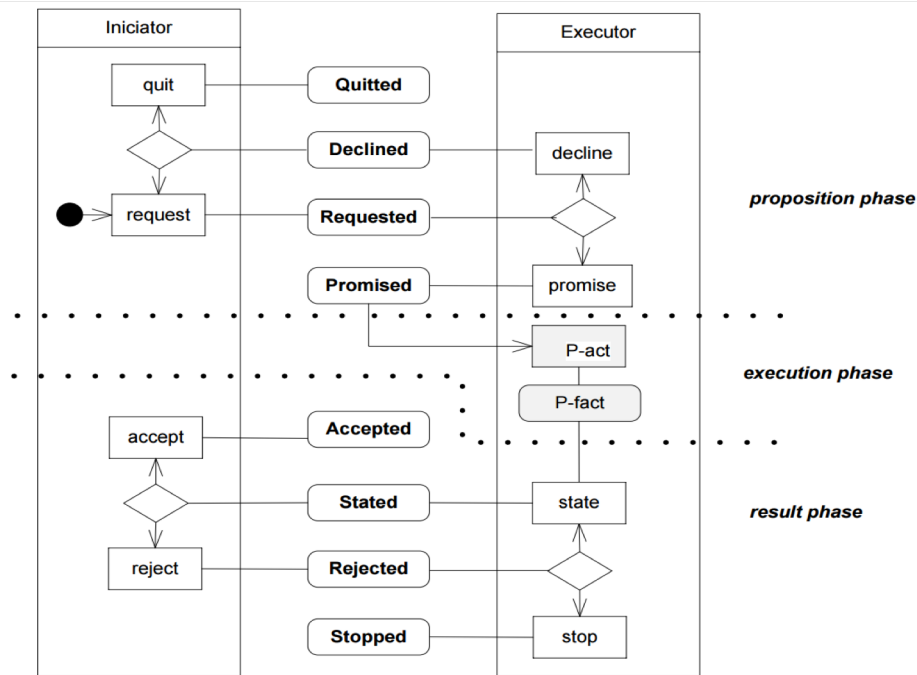 Iniciator
Executor
quit
Quitted
Declined
decline
request
Requested
proposition phase
Promised
promise
P-act
execution phase
P-fact
accept
Accepted
Stated
state
result phase
reject
Rejected
Stopped
stop